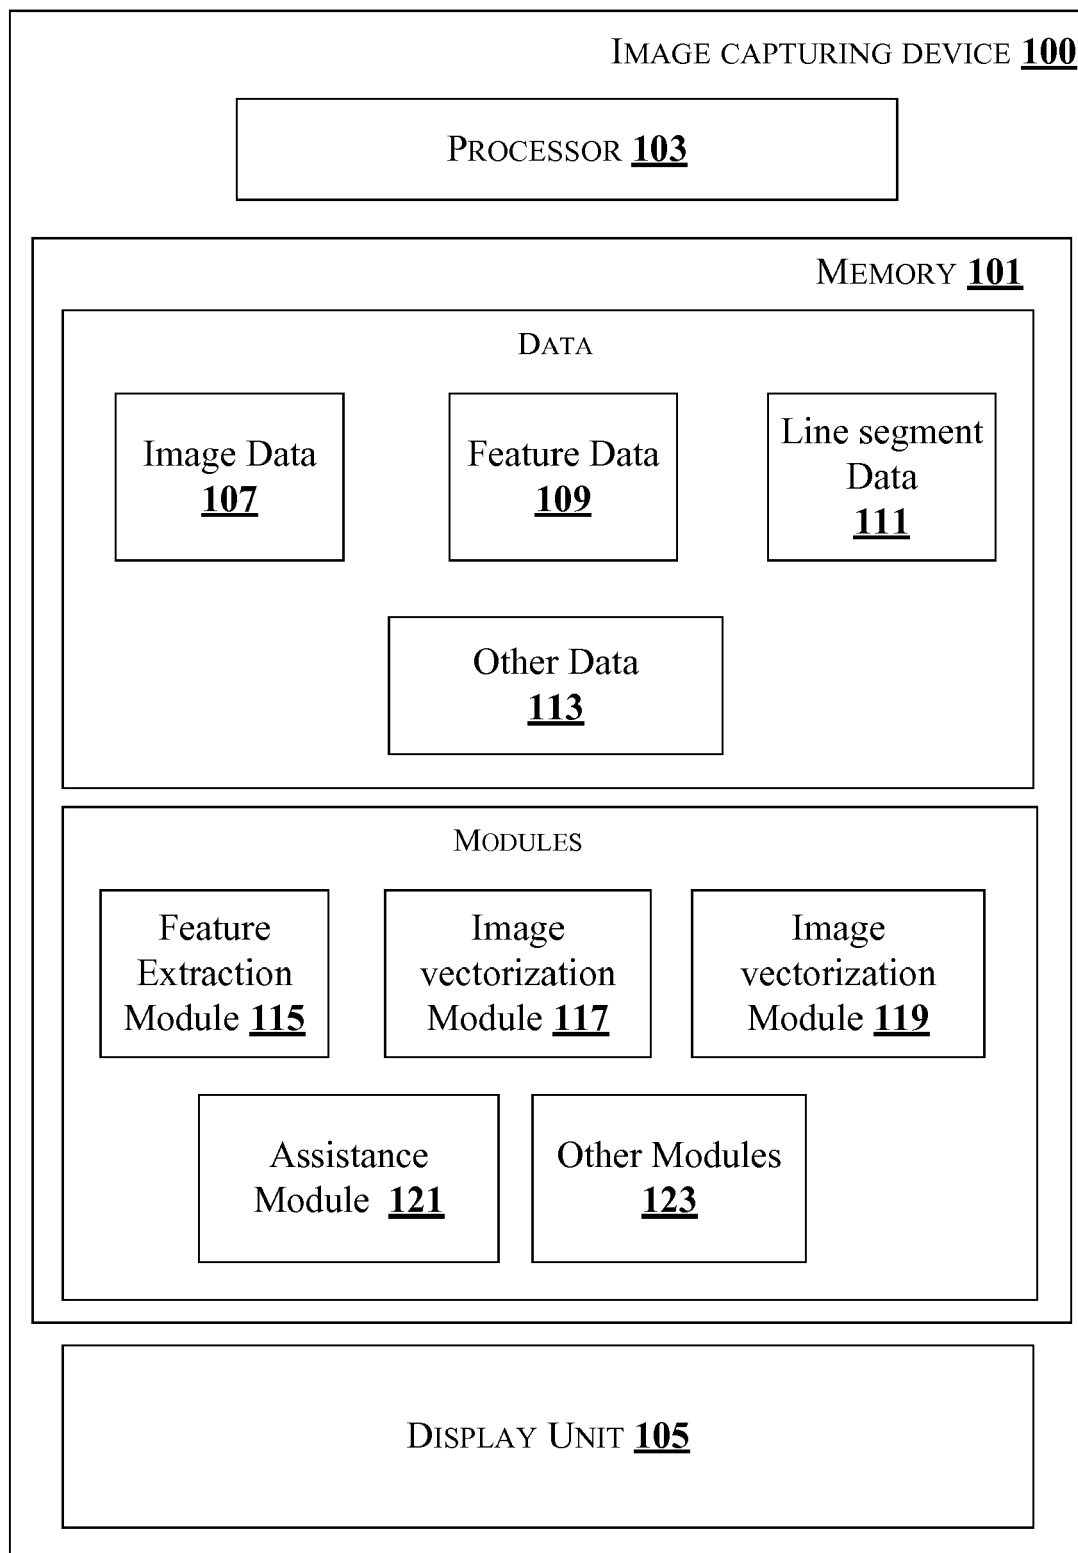 IMAGE CAPTURING DEVICE 100
PROCESSOR 103
MEMORY 101
DATA
Image Data
107
Feature Data
109
Line segment
Data
111
Other Data
113
MODULES
Feature
Extraction
Module 115
Image
vectorization
Module 117
Image
vectorization
Module 119
Assistance
Module 121
Other Modules
123
DISPLAY UNIT 105